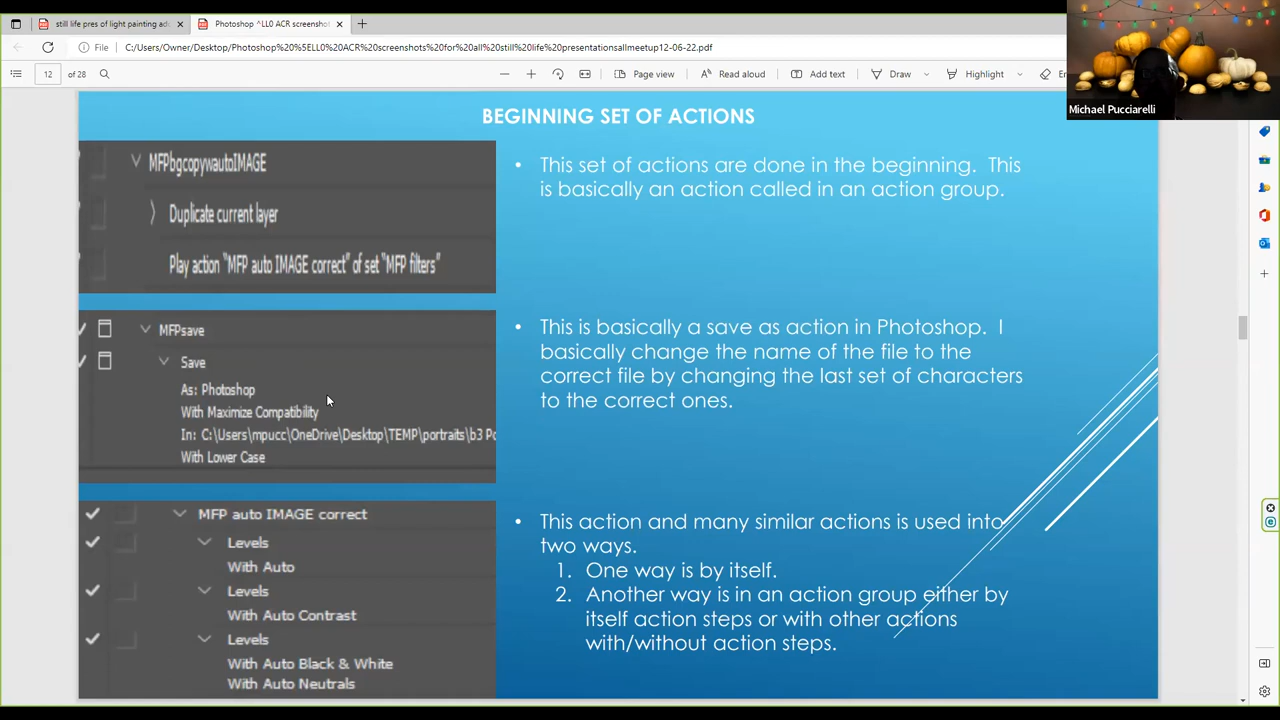 still life pres of light painting ad
Photoshop ^LL0 ACR screenshots
File
C:/Users/Owner/Desktop/Photoshop%20%5ELL0%20ACR%20screenshots%20for%20all%20still%20life%20presentationsallmeetup12-06-22.pdf
12 of 28
Page view
Read aloud
Add text
Draw
Highlight
Er
Michael Pucciarelli
BEGINNING SET OF ACTIONS
MFPbgcopywautoIMAGE
Duplicate current layer
Play action "MFP auto IMAGE correct" of set "MFP filters"
• This set of actions are done in the beginning. This
is basically an action called in an action group.
MFPsave
Save
As: Photoshop
With Maximize Compatibility
In: C:\Users\mpucc\OneDrive\Desktop\TEMP\portraits\b3 Po
With Lower Case
• This is basically a save as action in Photoshop. I
basically change the name of the file to the
correct file by changing the last set of characters
to the correct ones.
MFP auto IMAGE correct
Levels
With Auto
Levels
With Auto Contrast
Levels
With Auto Black & White
With Auto Neutrals
• This action and many similar actions is used into
two ways.
1. One way is by itself.
2. Another way is in an action group either by
itself action steps or with other actions
with/without action steps.